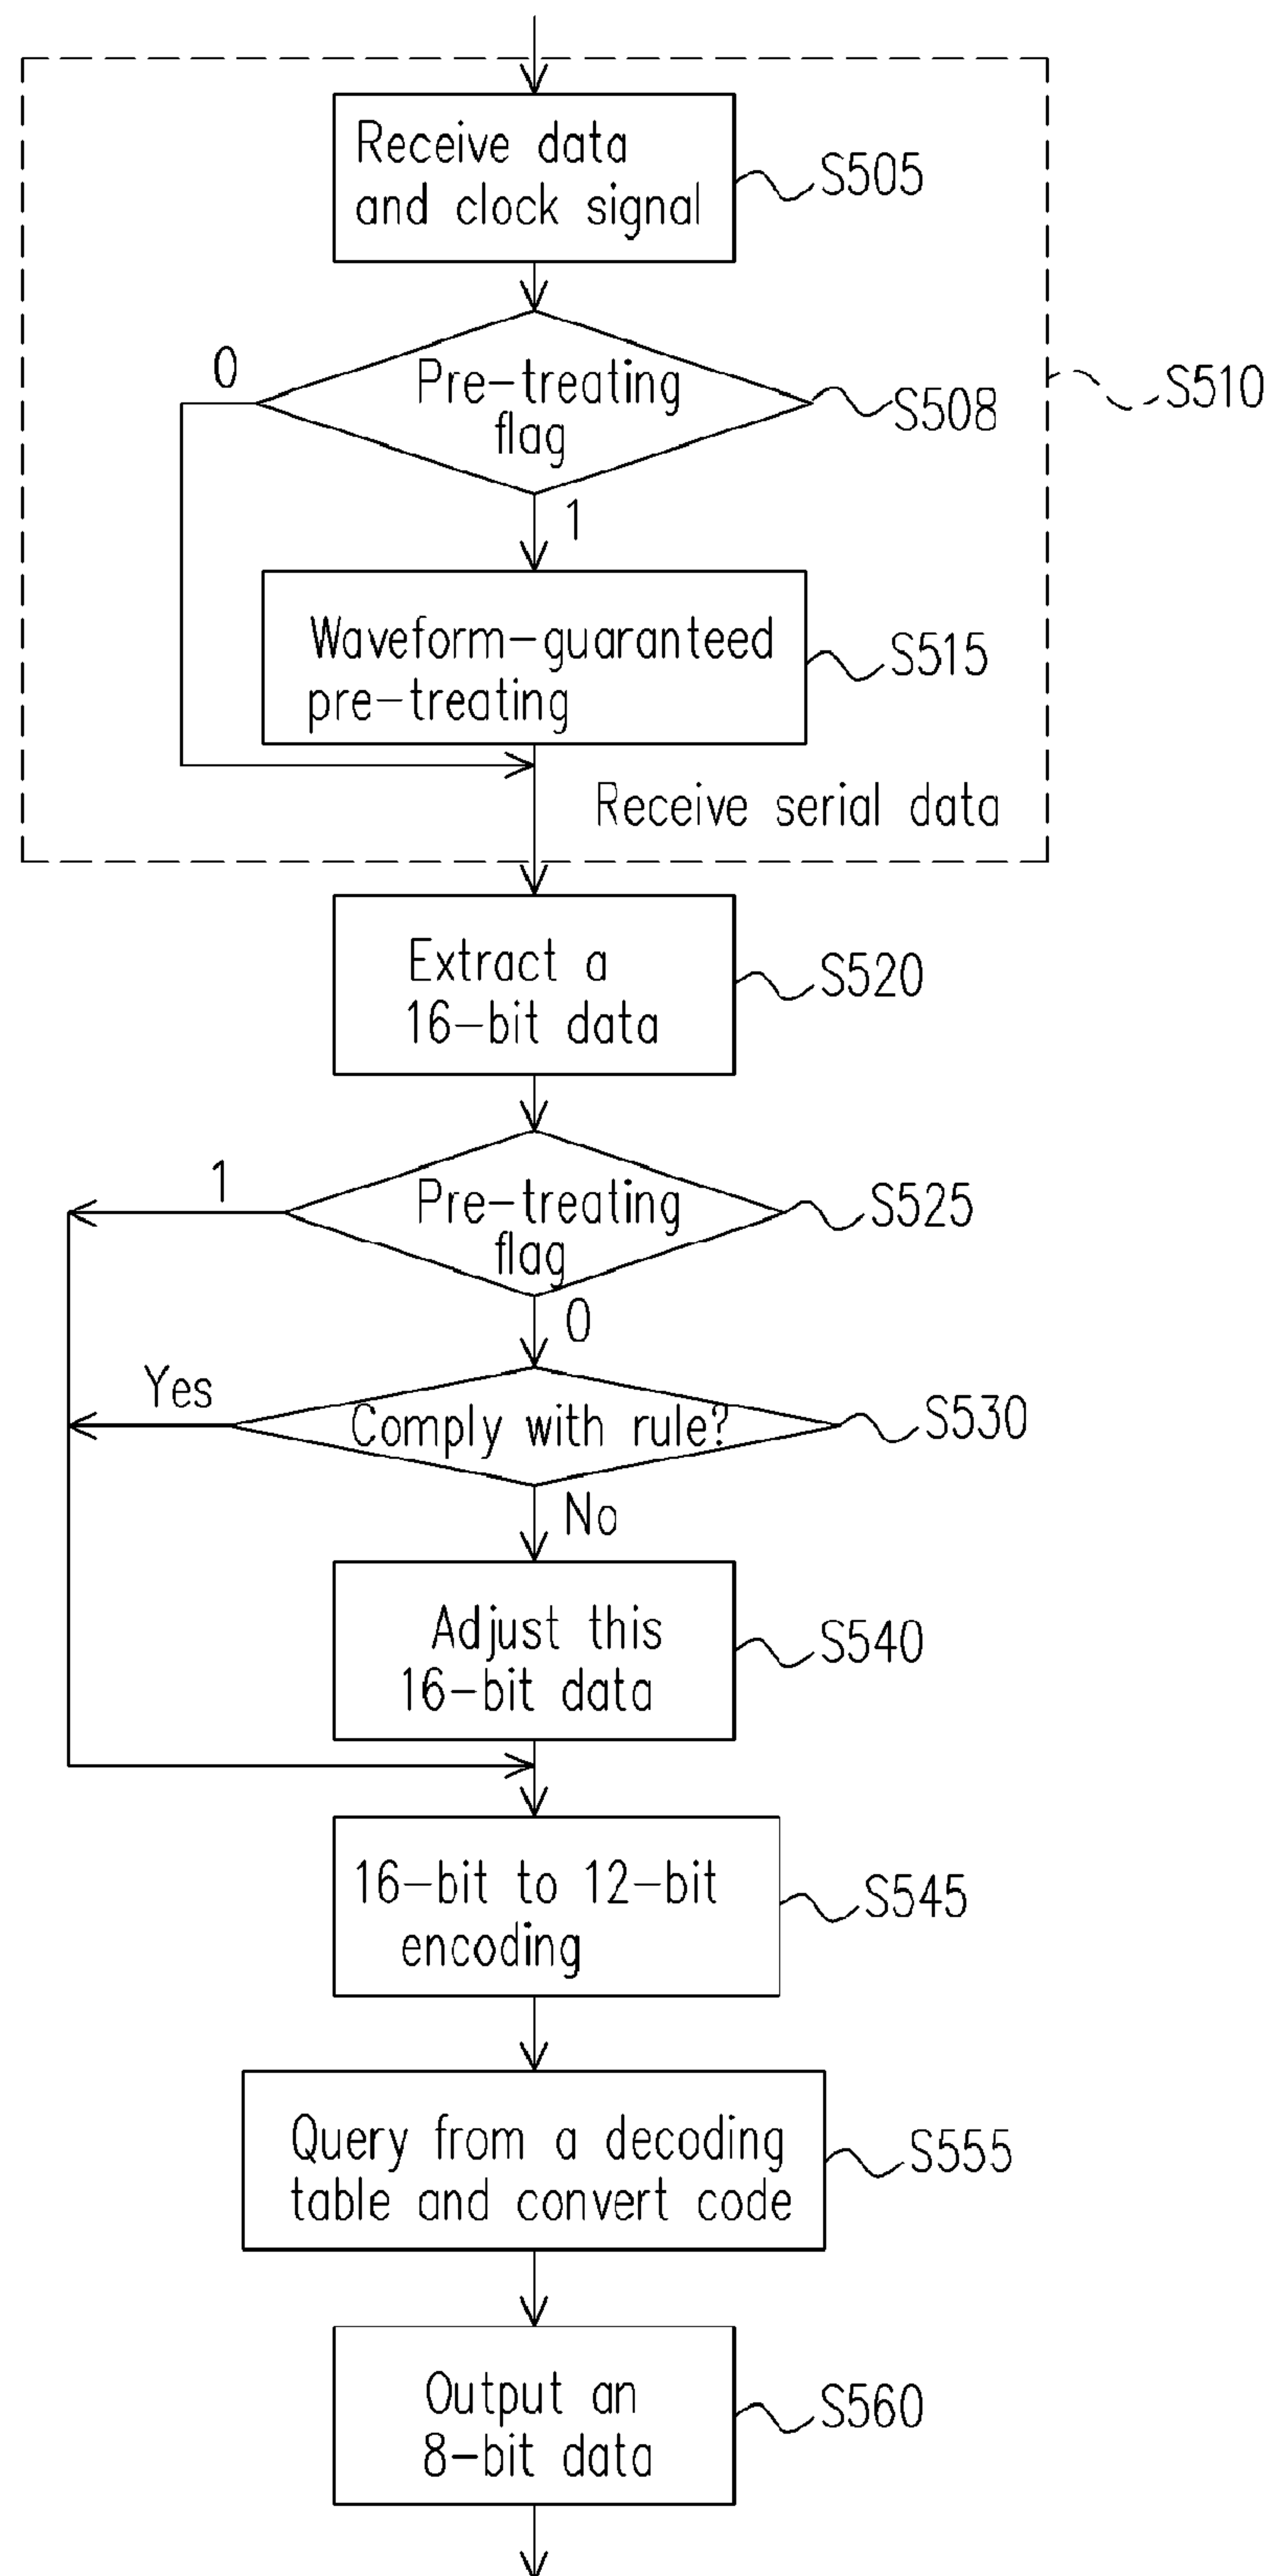 Receive data
and clock signal
S505
0
Pre-treating
flag
S508
S510
1
Waveform-guaranteed
pre-treating
S515
Receive serial data
Extract a
16-bit data
S520
1
Pre-treating
flag
S525
0
Yes
Comply with rule?
S530
No
Adjust this
16-bit data
S540
16-bit to 12-bit
encoding
S545
Query from a decoding
table and convert code
S555
Output an
8-bit data
S560